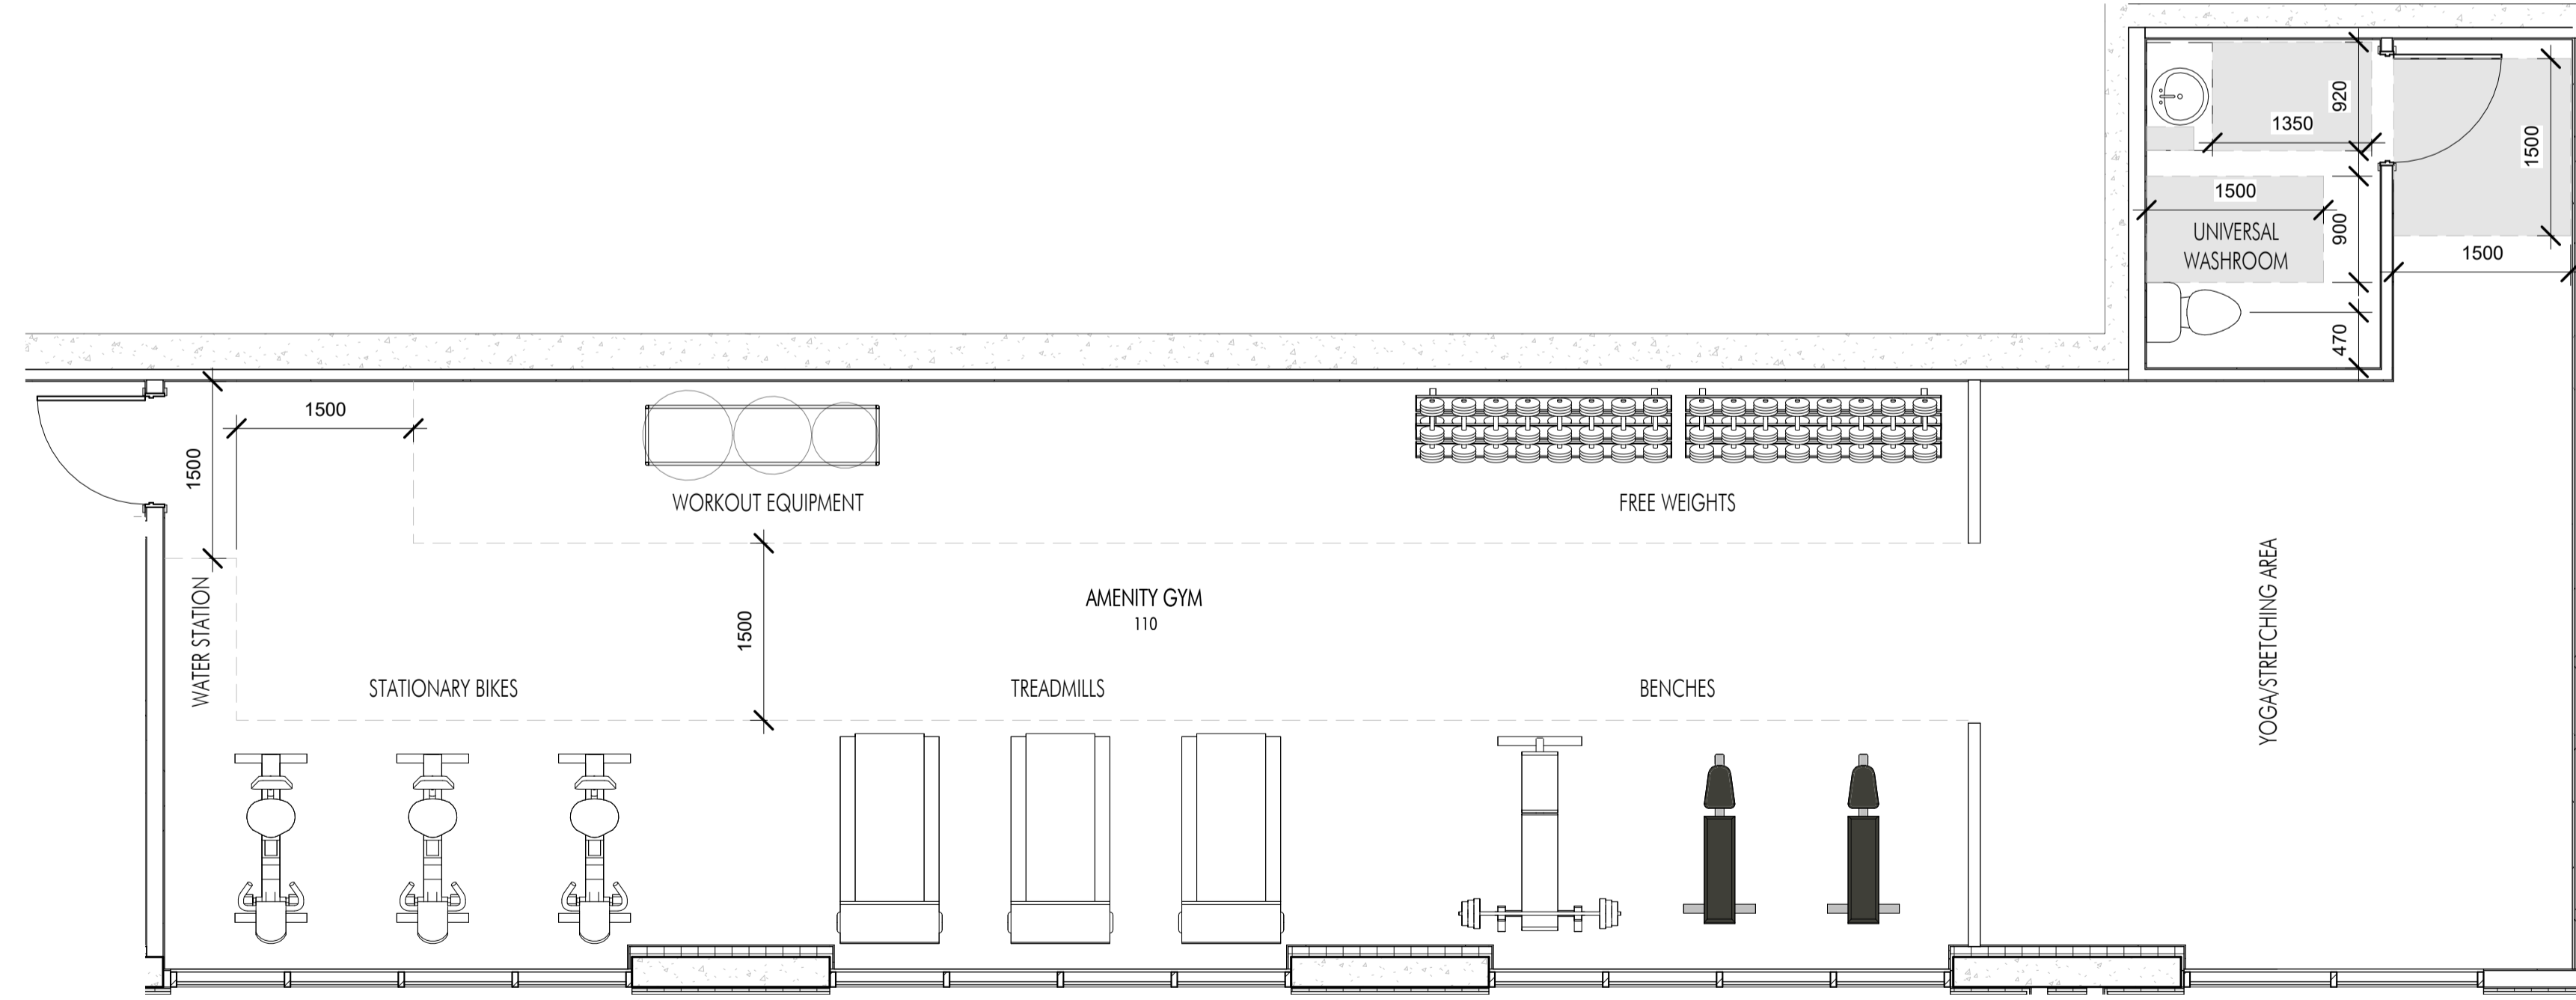 920
1350
1500
1500
900
UNIVERSAL
WASHROOM
1500
470
1500
1500
WORKOUT EQUIPMENT
FREE WEIGHTS
WATER STATION
1500
AMENITY GYM
110
YOGA/STRETCHING AREA
STATIONARY BIKES
TREADMILLS
BENCHES